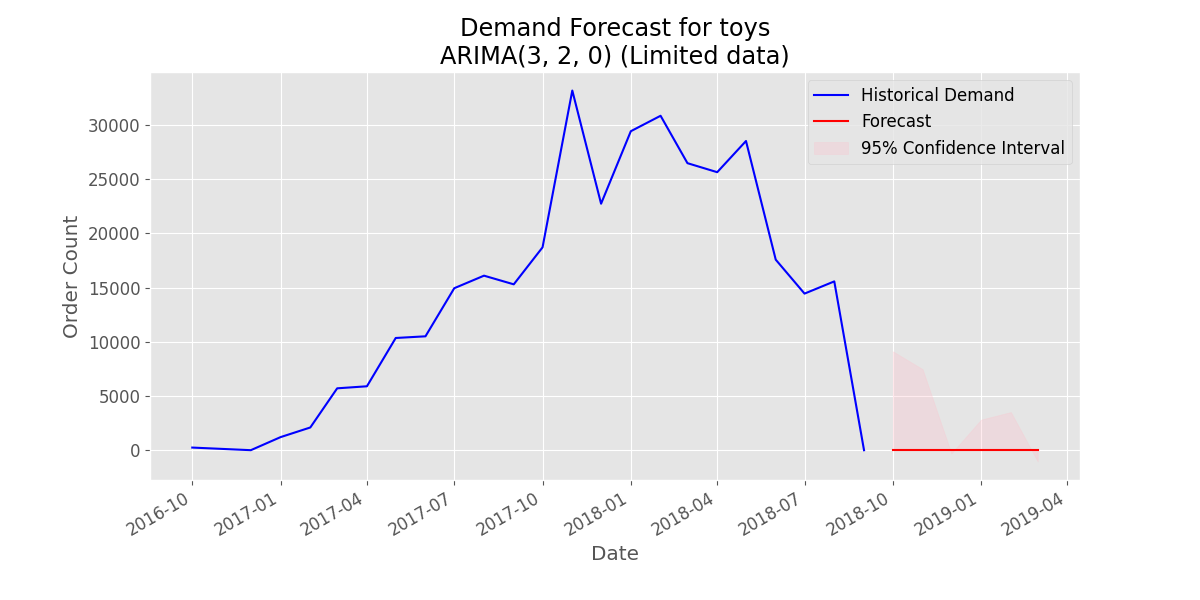 Demand Forecast for toys
ARIMA(3, 2, 0) (Limited data)
Historical Demand
Forecast
95% Confidence Interval
Order Count
30000
25000
20000
15000
10000
5000
0
2016-10
2017-01
2017-04
2017-07
2017-10
2018-01
2018-04
2018-07
2018-10
2019-01
2019-04
Date